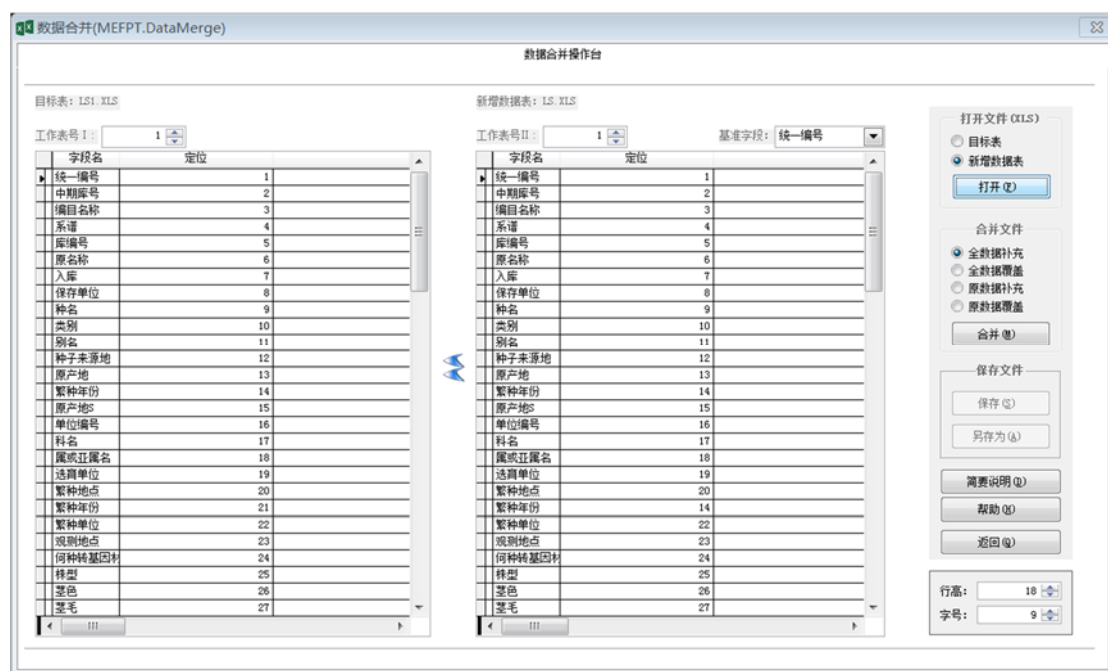 数据合并(MEFPT.DataMerge)
数据合并操作台
目标表: LS1.XLS
新增数据表: LS.XLS
工作表号I: 1
工作表号II: 1
基准字段: 统一编号
字段名 定位
统一编号 1
中期库号 2
编目名称 3
系谱 4
库编号 5
原名称 6
入库 7
保存单位 8
种名 9
类别 10
别名 11
种子来源地 12
原产地 13
繁种年份 14
原产地S 15
单位编号 16
科名 17
属或亚属名 18
选育单位 19
繁种地点 20
繁种年份 21
繁种单位 22
观测地点 23
何种转基因材 24
株型 25
茎色 26
茎毛 27
字段名 定位
统一编号 1
中期库号 2
编目名称 3
系谱 4
库编号 5
原名称 6
入库 7
保存单位 8
种名 9
类别 10
别名 11
种子来源地 12
原产地 13
繁种年份 14
原产地S 15
单位编号 16
科名 17
属或亚属名 18
选育单位 19
繁种地点 20
繁种年份 14
繁种单位 22
观测地点 23
何种转基因材 24
株型 25
茎色 26
茎毛 27
打开文件(XLS)
目标表
新增数据表
打开(P)
合并文件
全数据补充
全数据覆盖
原数据补充
原数据覆盖
合并(M)
保存文件
保存(S)
另存为(A)
简要说明(D)
帮助(H)
返回(Q)
行高: 18
字号: 9